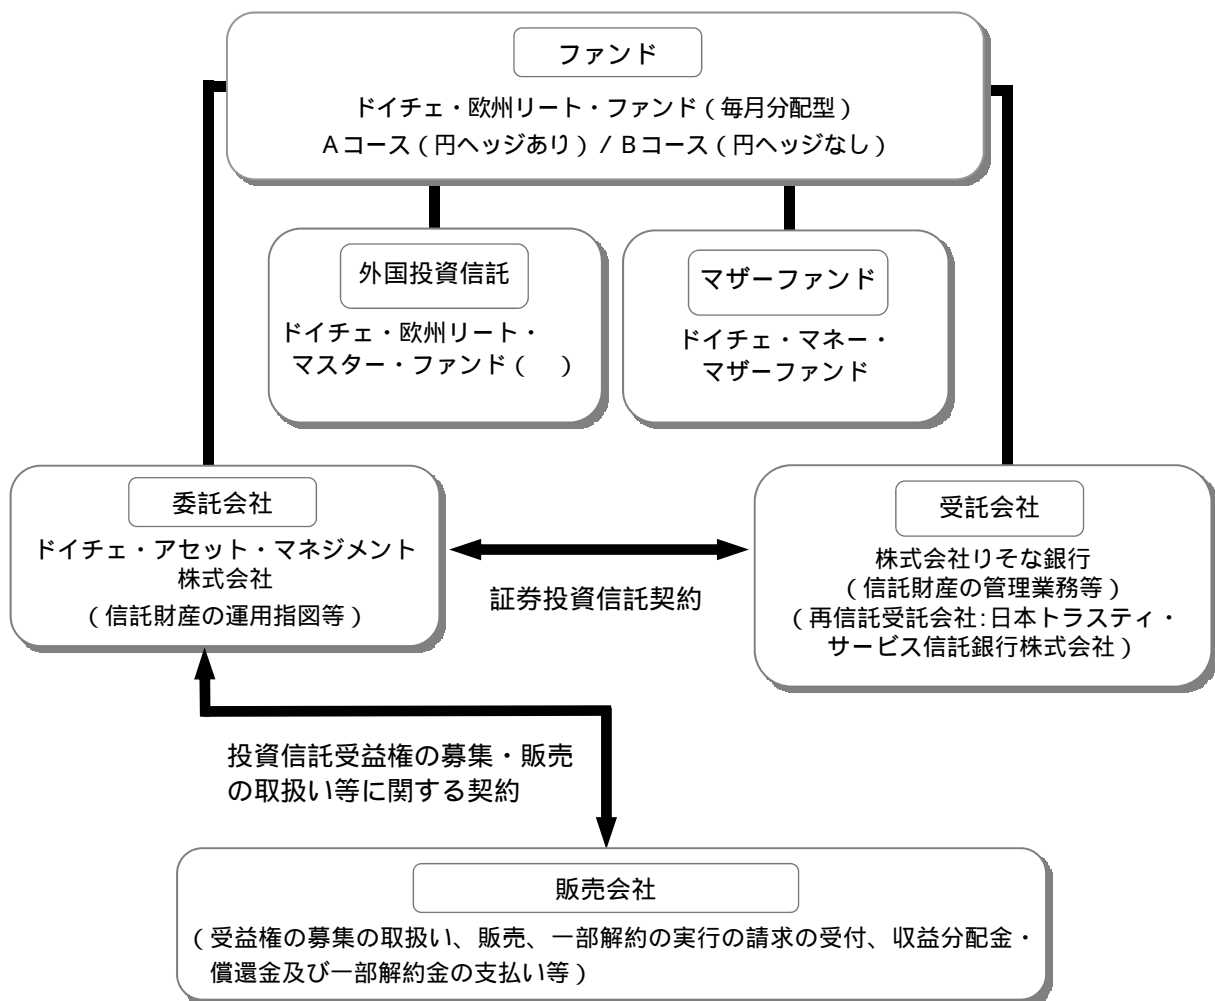 ファンド
ドイチェ・欧州リート・ファンド（毎月分配型）
Aコース（円ヘッジあり）/Bコース（円ヘッジなし）
外国投資信託
ドイチェ・欧州リート・
マスター・ファンド（　）
マザーファンド
ドイチェ・マネー・
マザーファンド
委託会社
ドイチェ・アセット・マネジメント
株式会社
（信託財産の運用指図等）
証券投資信託契約
受託会社
株式会社りそな銀行
（信託財産の管理業務等）
（再信託受託会社:日本トラスティ・
サービス信託銀行株式会社）
投資信託受益権の募集・販売
の取扱い等に関する契約
販売会社
（受益権の募集の取扱い、販売、一部解約の実行の請求の受付、収益分配金・
償還金及び一部解約金の支払い等）